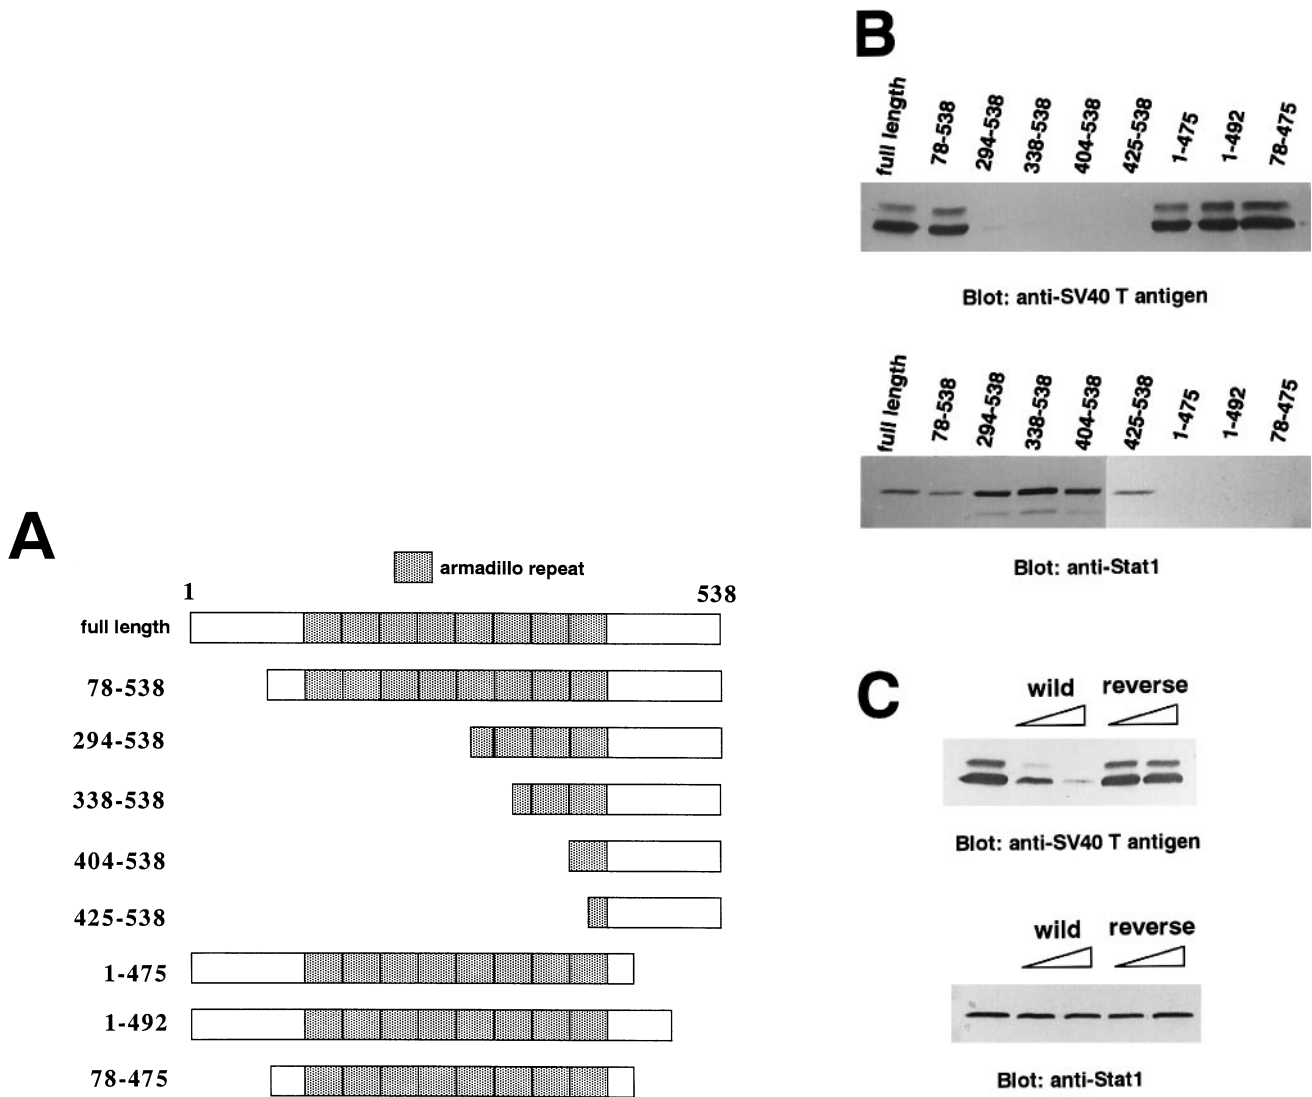 B
full length
78-538
294-538
338-538
404-538
425-538
1-475
1-492
78-475
Blot: anti-SV40 T antigen
full length
78-538
294-538
338-538
404-538
425-538
1-475
1-492
78-475
Blot: anti-Stat1
A
armadillo repeat
1 538
full length
78-538
294-538
338-538
404-538
425-538
1-475
1-492
78-475
C
wild reverse
Blot: anti-SV40 T antigen
wild reverse
Blot: anti-Stat1